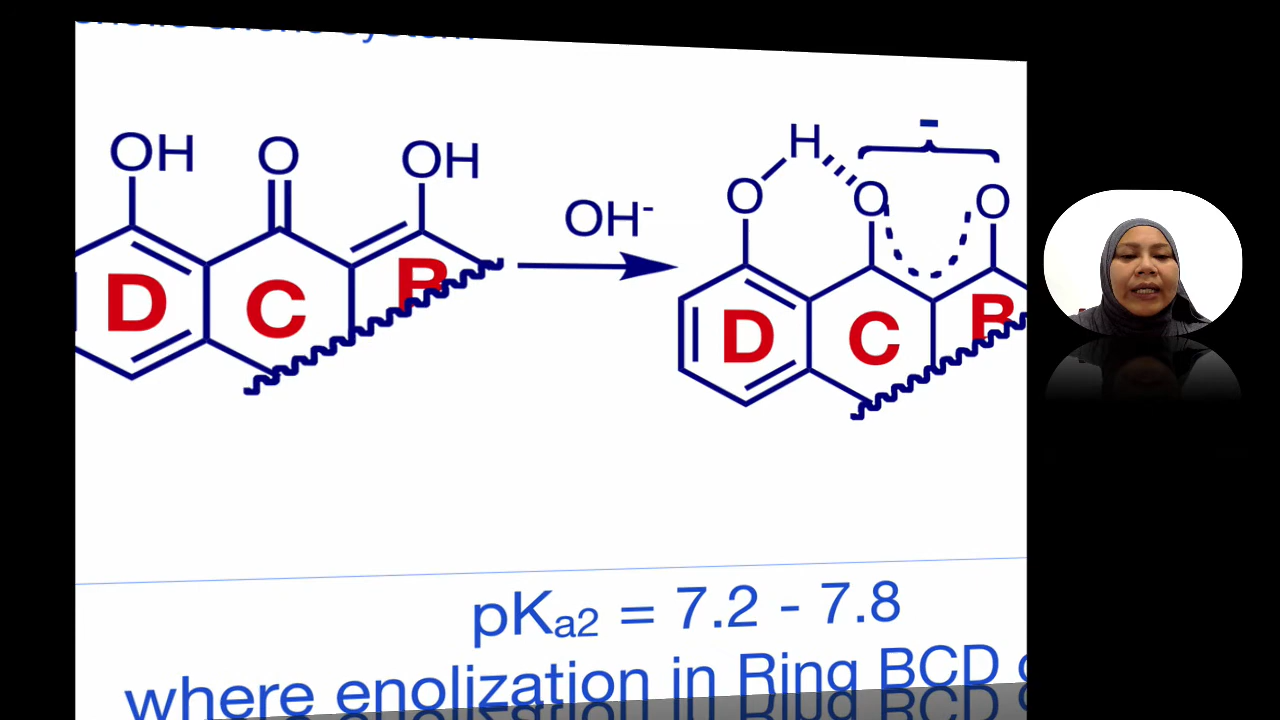 OH O OH
D C B
OH-
H
O O O
-
D C B
pKa2 = 7.2 - 7.8
where enolization in Ring BCD